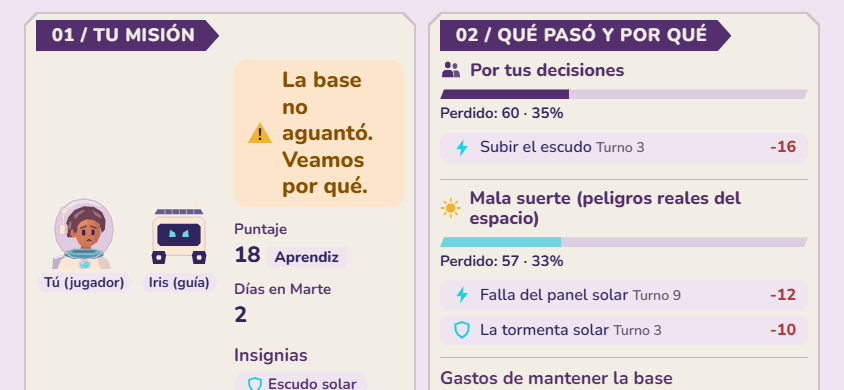 01 / TU MISIÓN
La base
no
aguantó.
Veamos
por qué.
Tú (jugador)
Iris (guía)
Puntaje
18 Aprendiz
Días en Marte
2
Insignias
Escudo solar
02 / QUÉ PASÓ Y POR QUÉ
Por tus decisiones
Perdido: 60 · 35%
Subir el escudo Turno 3 -16
Mala suerte (peligros reales del
espacio)
Perdido: 57 · 33%
Falla del panel solar Turno 9 -12
La tormenta solar Turno 3 -10
Gastos de mantener la base